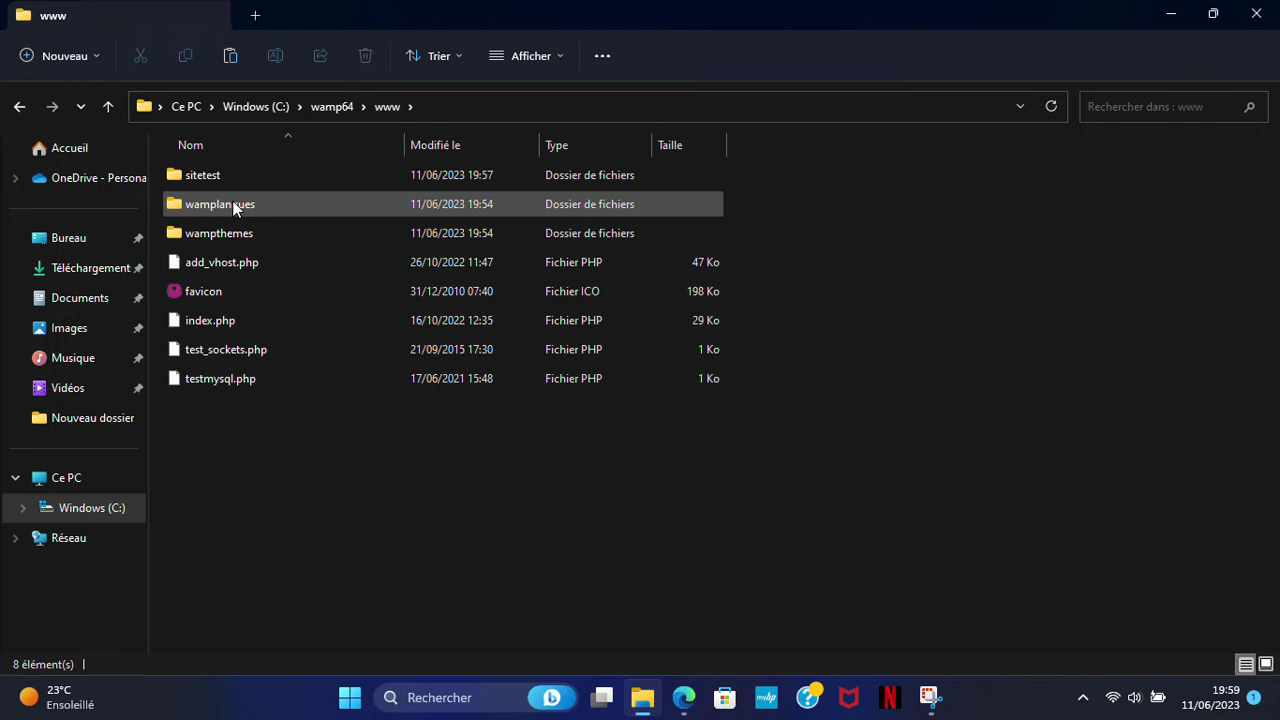 www
Nouveau
Trier
Afficher
Ce PC > Windows (C:) > wamp64 > www >
Rechercher dans : www
Accueil
OneDrive - Persona
Bureau
Téléchargement
Documents
Images
Musique
Vidéos
Nouveau dossier
Ce PC
Windows (C:)
Réseau
Nom Modifié le Type Taille
sitetest 11/06/2023 19:57 Dossier de fichiers
wamplangues 11/06/2023 19:54 Dossier de fichiers
wampthemes 11/06/2023 19:54 Dossier de fichiers
add_vhost.php 26/10/2022 11:47 Fichier PHP 47 Ko
favicon 31/12/2010 07:40 Fichier ICO 198 Ko
index.php 16/10/2022 12:35 Fichier PHP 29 Ko
test_sockets.php 21/09/2015 17:30 Fichier PHP 1 Ko
testmysql.php 17/06/2021 15:48 Fichier PHP 1 Ko
8 élément(s)
23°C
Ensoleillé
Rechercher
myhp
19:59
11/06/2023
1